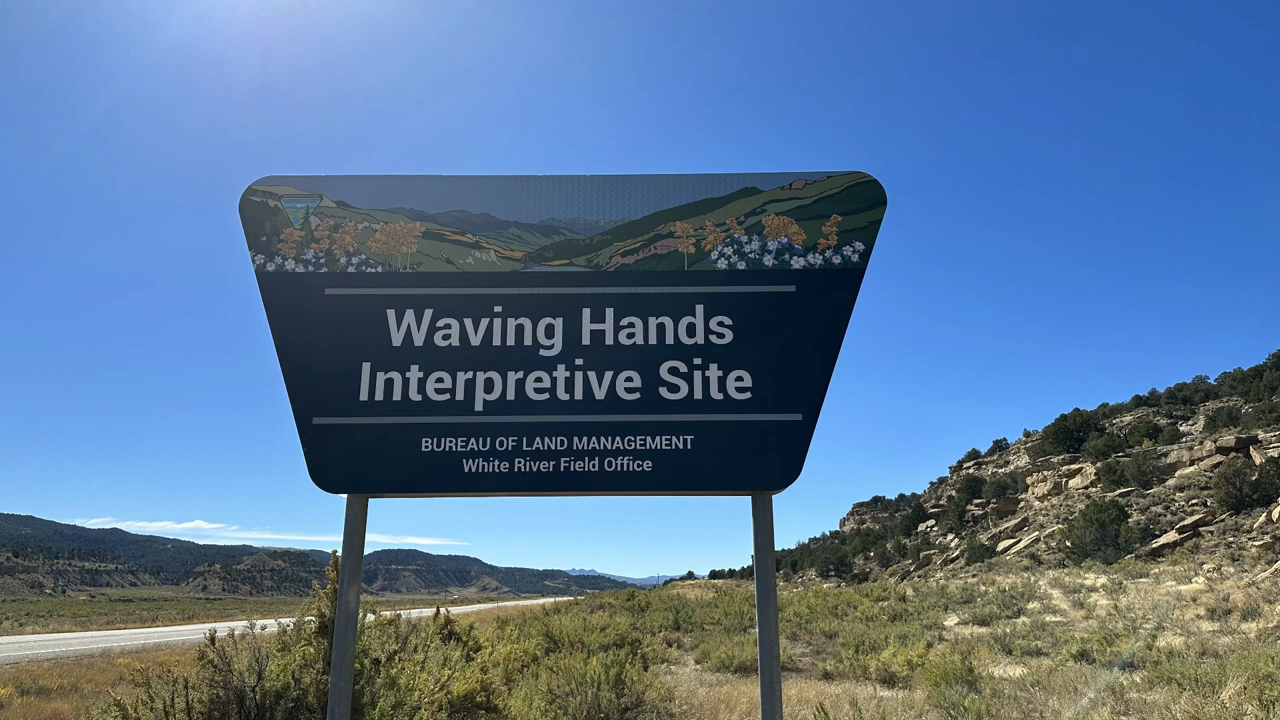 Waving Hands
Interpretive Site
BUREAU OF LAND MANAGEMENT
White River Field Office